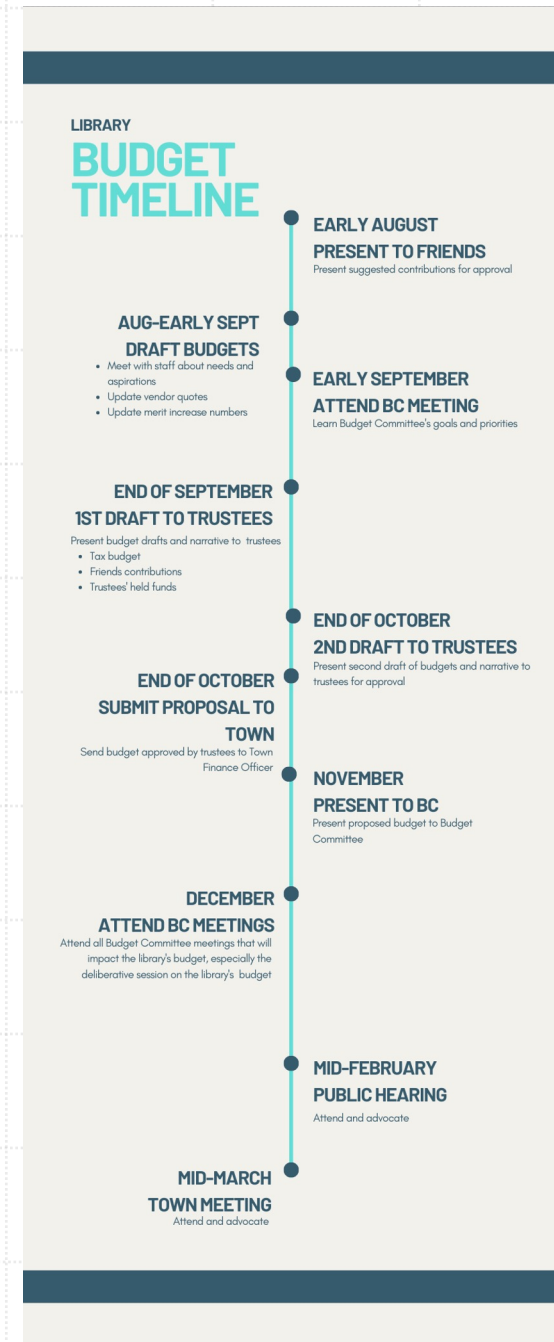 LIBRARY
BUDGET
TIMELINE
EARLY AUGUST
PRESENT TO FRIENDS
Present suggested contributions for approval
AUG-EARLY SEPT
DRAFT BUDGETS
• Meet with staff about needs and
aspirations
• Update vendor quotes
• Update merit increase numbers
EARLY SEPTEMBER
ATTEND BC MEETING
Learn Budget Committee's goals and priorities
END OF SEPTEMBER
1ST DRAFT TO TRUSTEES
Present budget drafts and narrative to trustees
• Tax budget
• Friends contributions
• Trustees' held funds
END OF OCTOBER
2ND DRAFT TO TRUSTEES
Present second draft of budgets and narrative to
trustees for approval
END OF OCTOBER
SUBMIT PROPOSAL TO
TOWN
Send budget approved by trustees to Town
Finance Officer
NOVEMBER
PRESENT TO BC
Present proposed budget to Budget
Committee
DECEMBER
ATTEND BC MEETINGS
Attend all Budget Committee meetings that will
impact the library's budget, especially the
deliberative session on the library's budget
MID-FEBRUARY
PUBLIC HEARING
Attend and advocate
MID-MARCH
TOWN MEETING
Attend and advocate